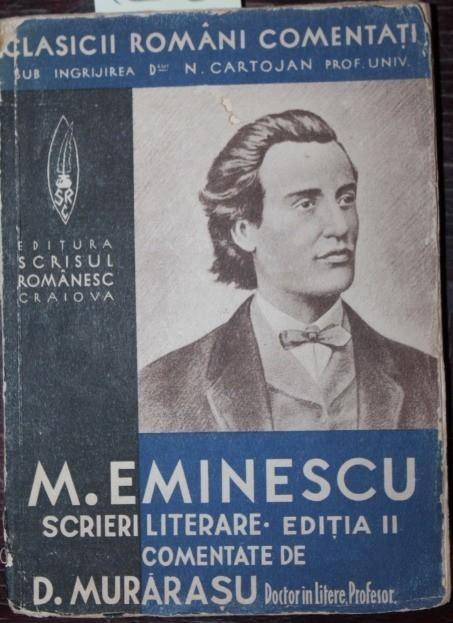 CLASICII ROMÂNI COMENTAȚI
SUB INGRIJIREA Dlui N. CARTOJAN PROF. UNIV.
SRC
EDITURA
SCRISUL
ROMÂNESC
CRAIOVA
M. EMINESCU
SCRIERI LITERARE • EDIȚIA II
COMENTATE DE
D. MURĂRAȘU Doctor in Litere, Profesor